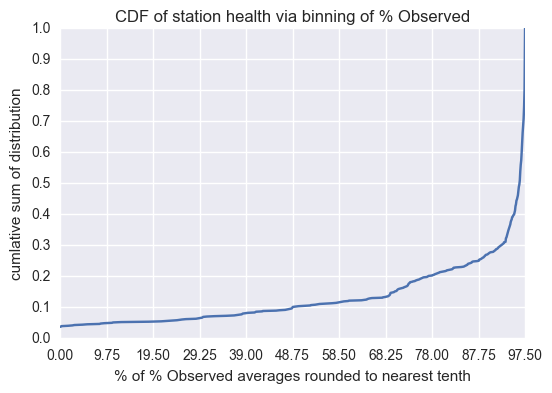 CDF of station health via binning of % Observed
1.0
0.9
0.8
0.7
0.6
0.5
0.4
0.3
0.2
0.1
0.0
cumlative sum of distribution
0.00 9.75 19.50 29.25 39.00 48.75 58.50 68.25 78.00 87.75 97.50
% of % Observed averages rounded to nearest tenth